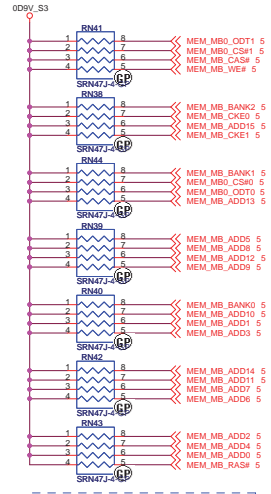 0D9V_S3
RN41
1 8 MEM_MB0_ODT1 5
2 7 MEM_MB0_CS#1 5
3 6 MEM_MB_CAS# 5
4 5 MEM_MB_WE# 5
SRN47J-4-GP
RN38
1 8 MEM_MB_BANK2 5
2 7 MEM_MB_CKE0 5
3 6 MEM_MB_ADD15 5
4 5 MEM_MB_CKE1 5
SRN47J-4-GP
RN44
1 8 MEM_MB_BANK1 5
2 7 MEM_MB0_CS#0 5
3 6 MEM_MB0_ODT0 5
4 5 MEM_MB_ADD13 5
SRN47J-4-GP
RN39
1 8 MEM_MB_ADD5 5
2 7 MEM_MB_ADD8 5
3 6 MEM_MB_ADD12 5
4 5 MEM_MB_ADD9 5
SRN47J-4-GP
RN40
1 8 MEM_MB_BANK0 5
2 7 MEM_MB_ADD10 5
3 6 MEM_MB_ADD1 5
4 5 MEM_MB_ADD3 5
SRN47J-4-GP
RN42
1 8 MEM_MB_ADD14 5
2 7 MEM_MB_ADD11 5
3 6 MEM_MB_ADD7 5
4 5 MEM_MB_ADD6 5
SRN47J-4-GP
RN43
1 8 MEM_MB_ADD2 5
2 7 MEM_MB_ADD4 5
3 6 MEM_MB_ADD0 5
4 5 MEM_MB_RAS# 5
SRN47J-4-GP